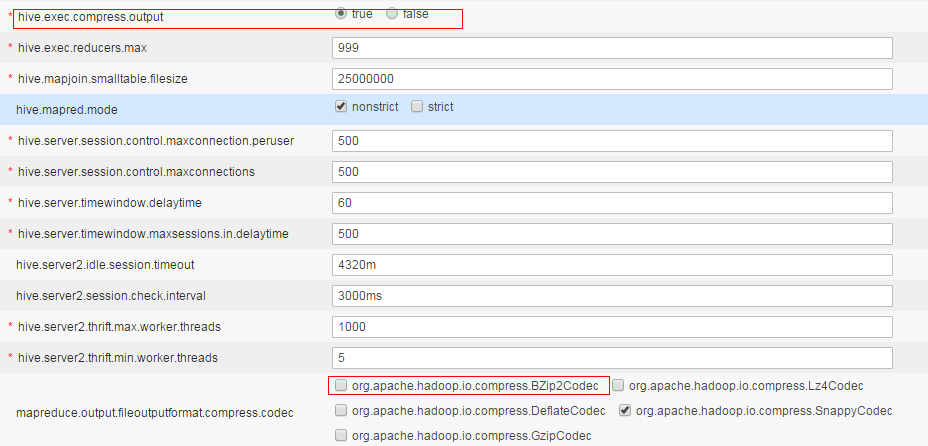 * hive.exec.compress.output true false
* hive.exec.reducers.max 999
* hive.mapjoin.smalltable.filesize 25000000
hive.mapred.mode nonstrict strict
* hive.server.session.control.maxconnection.peruser 500
* hive.server.session.control.maxconnections 500
* hive.server.timewindow.delaytime 60
* hive.server.timewindow.maxsessions.in.delaytime 500
hive.server2.idle.session.timeout 4320m
hive.server2.session.check.interval 3000ms
* hive.server2.thrift.max.worker.threads 1000
* hive.server2.thrift.min.worker.threads 5
org.apache.hadoop.io.compress.BZip2Codec org.apache.hadoop.io.compress.Lz4Codec
mapreduce.output.fileoutputformat.compress.codec org.apache.hadoop.io.compress.DeflateCodec org.apache.hadoop.io.compress.SnappyCodec
org.apache.hadoop.io.compress.GzipCodec